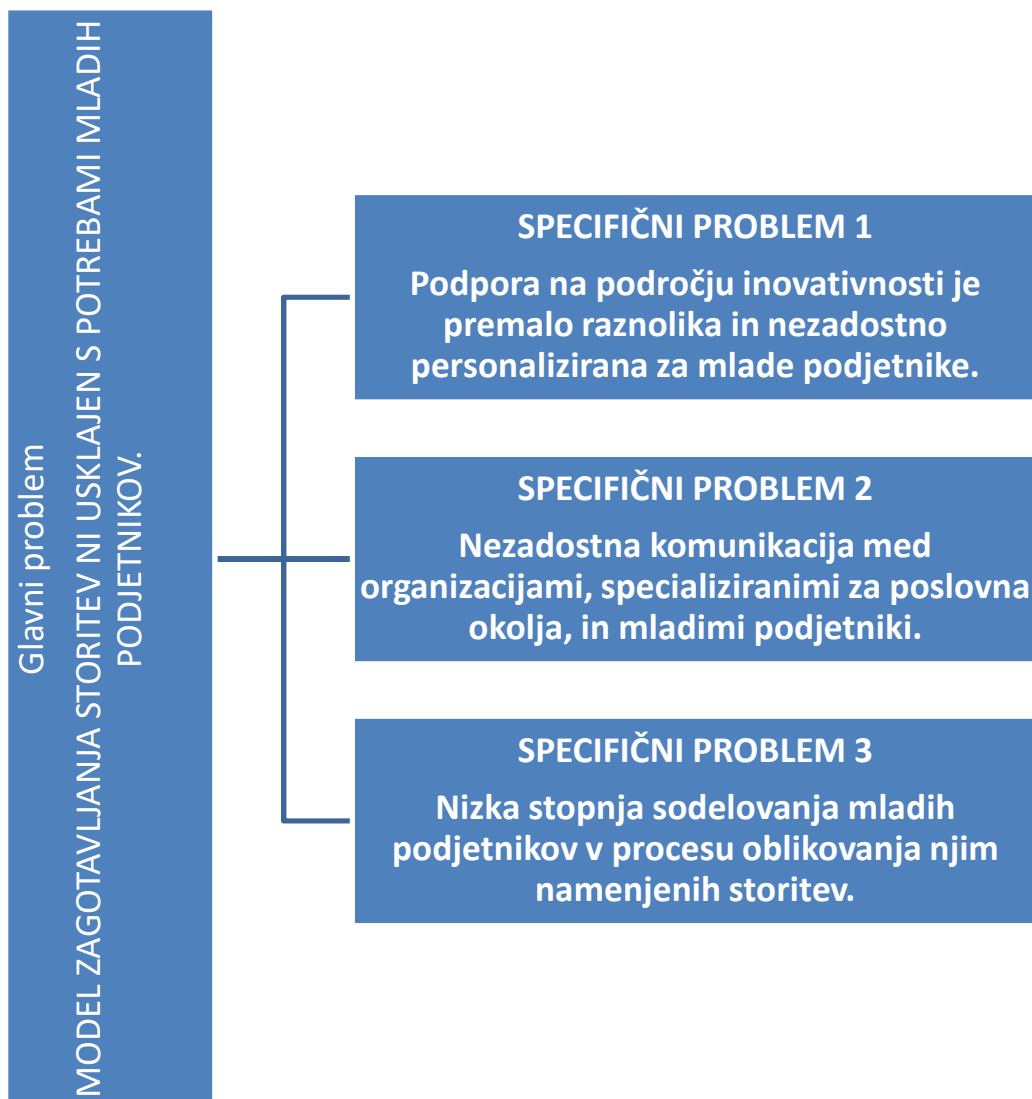 Glavni problem
MODEL ZAGOTAVLJANJA STORITEV NI USKLAJEN S POTREBAMI MLADIH
PODJETNIKOV.
SPECIFIČNI PROBLEM 1
Podpora na področju inovativnosti je
premalo raznolika in nezadostno
personalizirana za mlade podjetnike.
SPECIFIČNI PROBLEM 2
Nezadostna komunikacija med
organizacijami, specializiranimi za poslovna
okolja, in mladimi podjetniki.
SPECIFIČNI PROBLEM 3
Nizka stopnja sodelovanja mladih
podjetnikov v procesu oblikovanja njim
namenjenih storitev.